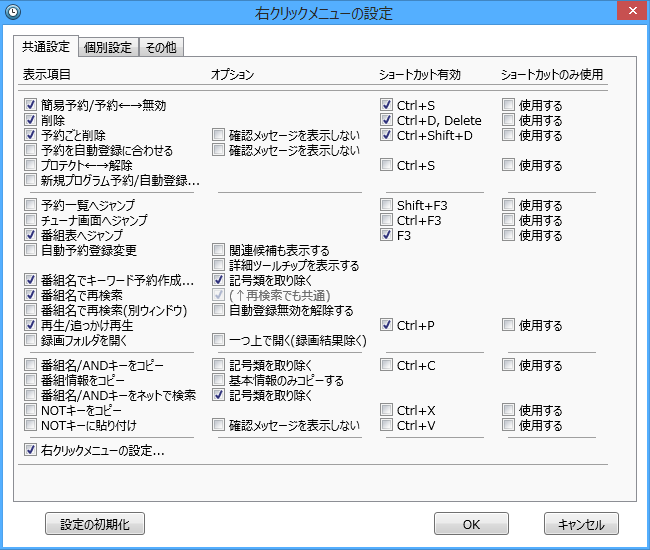 右クリックメニューの設定
共通設定 個別設定 その他
表示項目 オプション ショートカット有効 ショートカットのみ使用
簡易予約/予約←→無効 Ctrl+S 使用する
削除 Ctrl+D, Delete 使用する
予約ごと削除 確認メッセージを表示しない Ctrl+Shift+D 使用する
予約を自動登録に合わせる 確認メッセージを表示しない
プロテクト←→解除 Ctrl+S 使用する
新規プログラム予約/自動登録...
予約一覧へジャンプ Shift+F3 使用する
チューナ画面へジャンプ Ctrl+F3 使用する
番組表へジャンプ F3 使用する
自動予約登録変更 関連候補も表示する
詳細ツールチップを表示する
番組名でキーワード予約作成... 記号類を取り除く
番組名で再検索 (↑再検索でも共通)
番組名で再検索(別ウィンドウ) 自動登録無効を解除する
再生/追っかけ再生 Ctrl+P 使用する
録画フォルダを開く 一つ上で開く(録画結果除く)
番組名/ANDキーをコピー 記号類を取り除く Ctrl+C 使用する
番組情報をコピー 基本情報のみコピーする
番組名/ANDキーをネットで検索 記号類を取り除く
NOTキーをコピー Ctrl+X 使用する
NOTキーに貼り付け 確認メッセージを表示しない Ctrl+V 使用する
右クリックメニューの設定...
設定の初期化 OK キャンセル